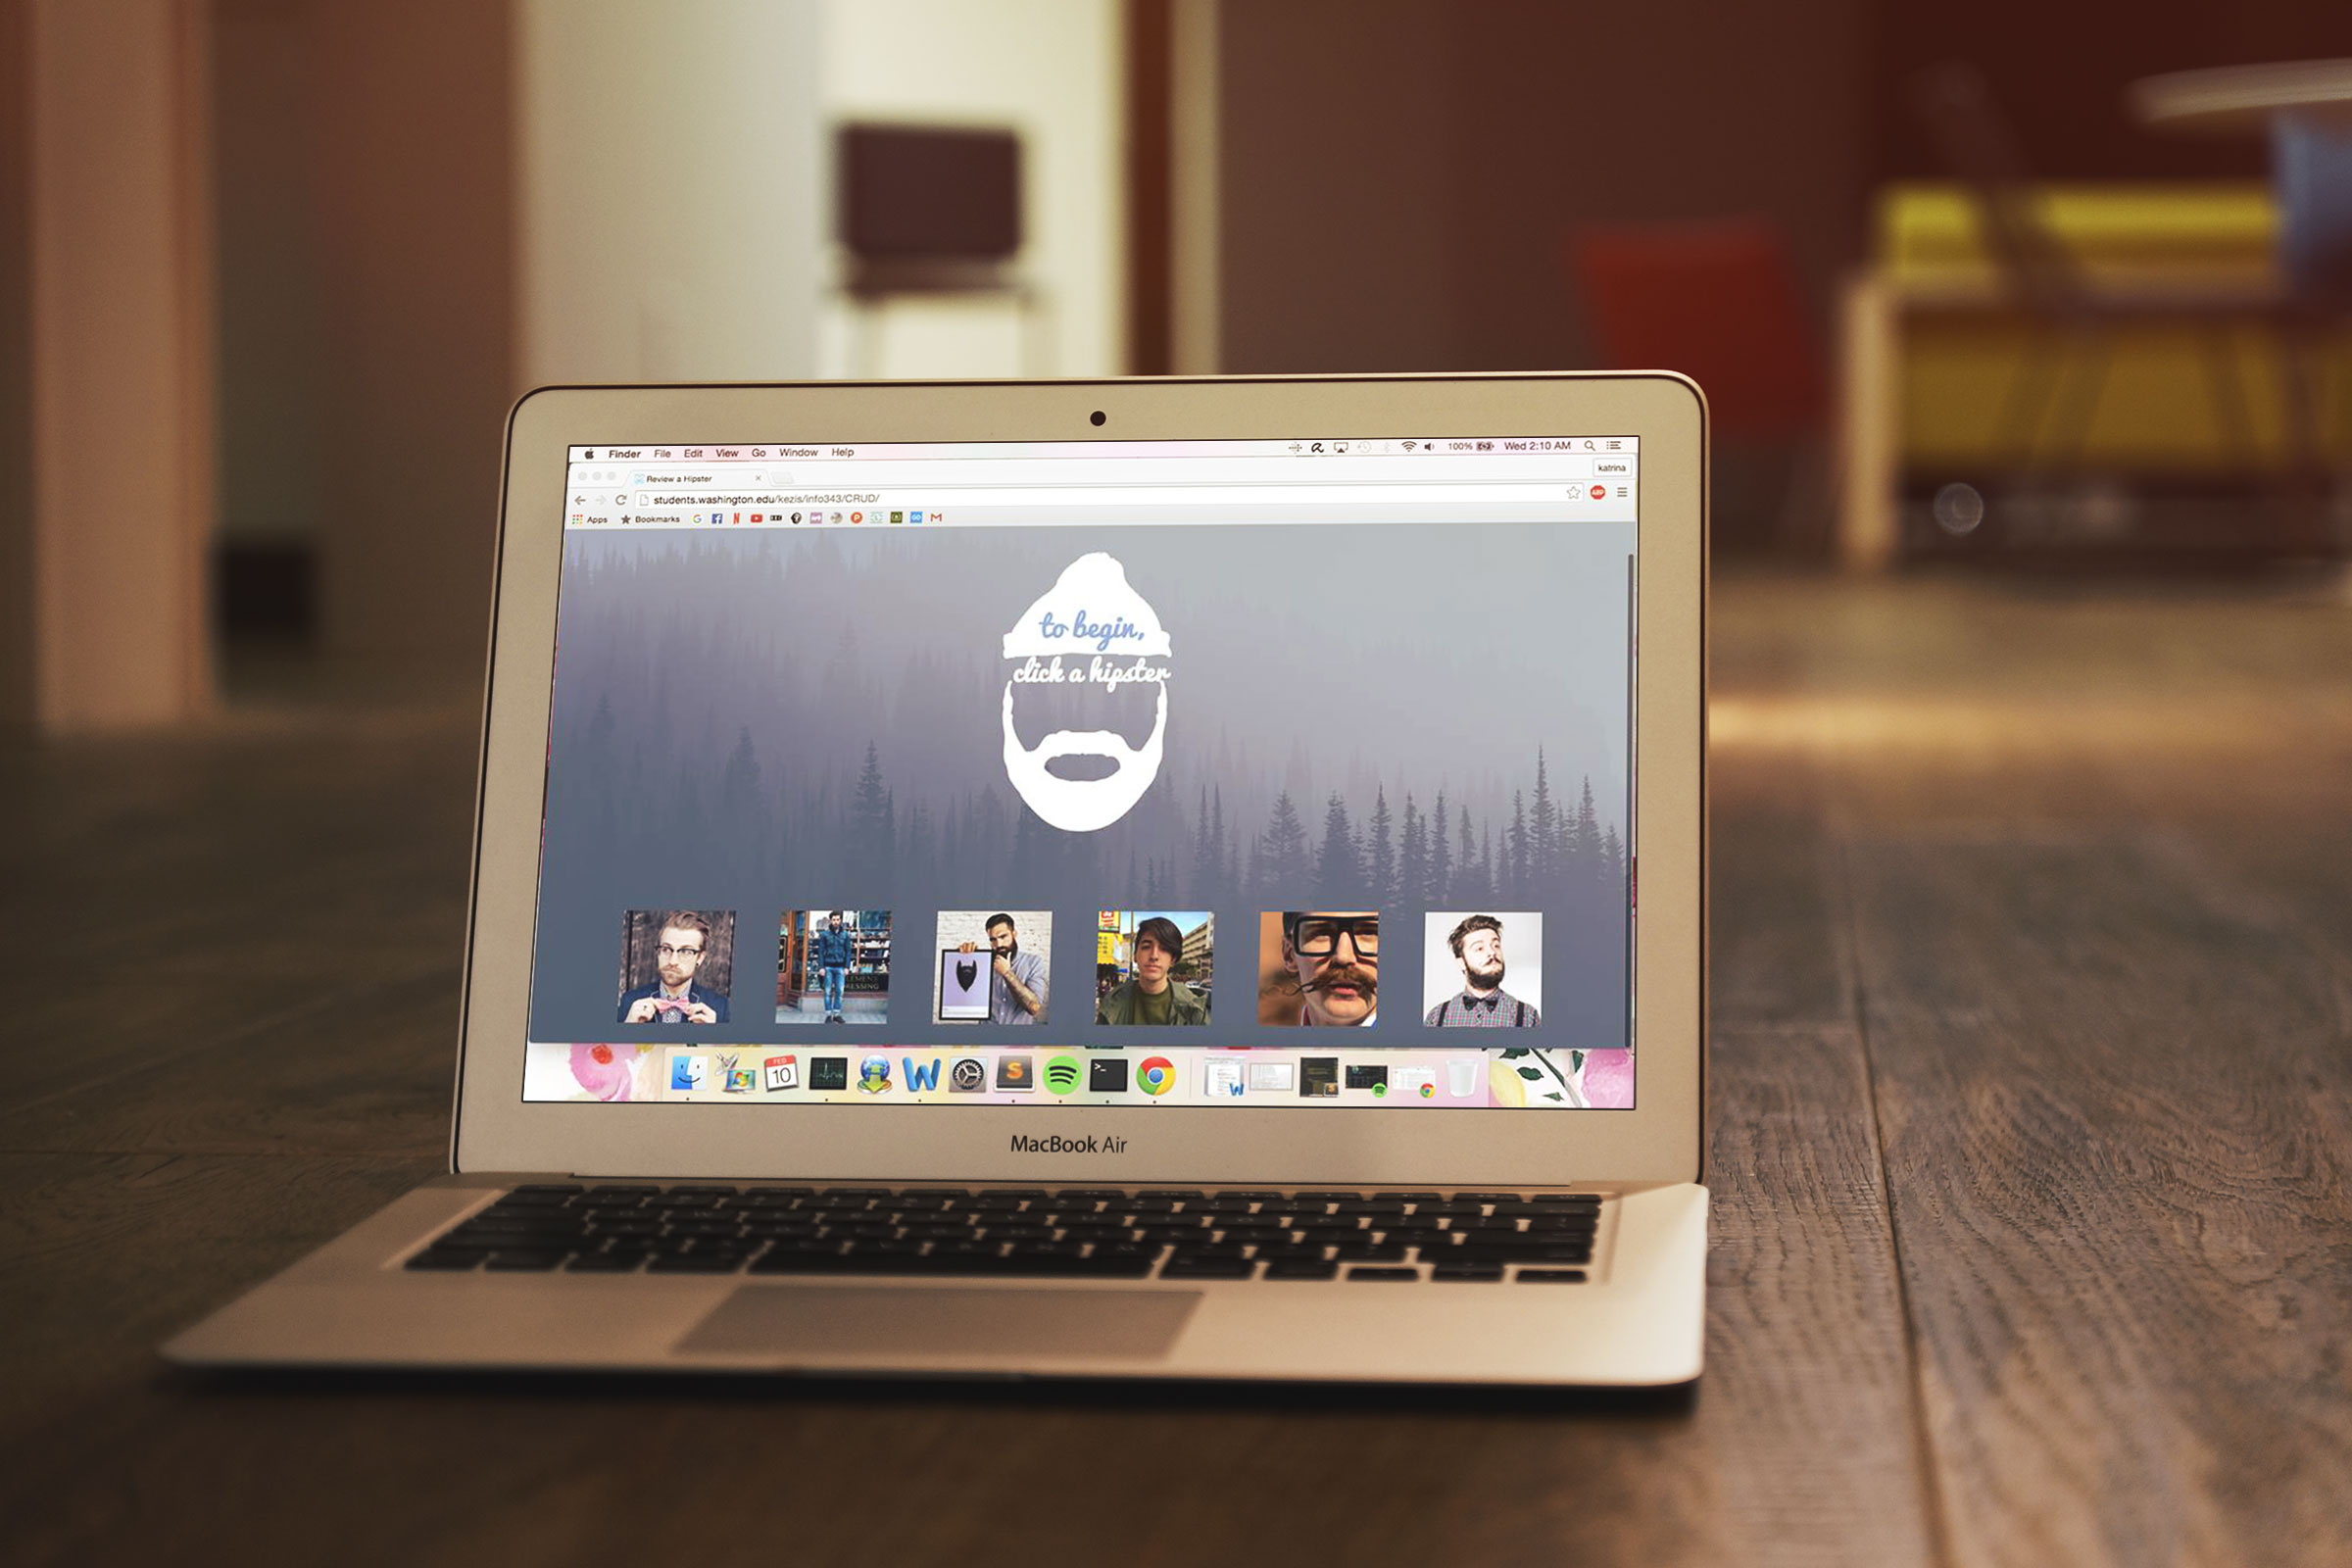 Finder File Edit View Go Window Help 100% Wed 2:10 AM
Review a Hipster katrina
students.washington.edu/kezis/info343/CRUD/ ABP
Apps Bookmarks
to begin,
click a hipster
FEB
10
MacBook Air